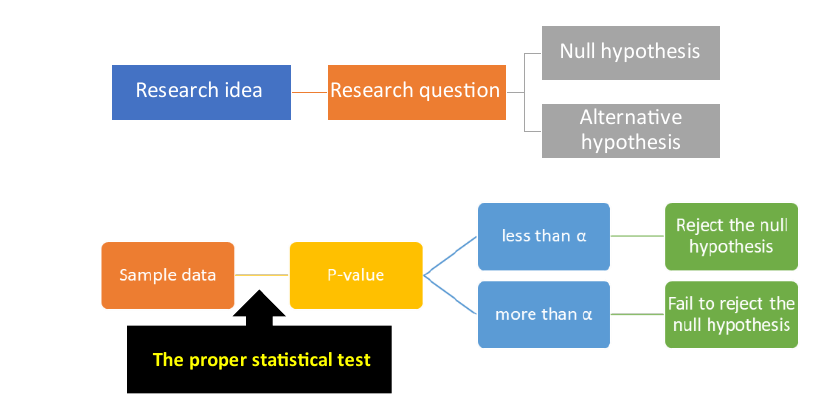 Research idea
Research question
Null hypothesis
Alternative
hypothesis
Sample data
P-value
less than α
Reject the null
hypothesis
more than α
Fail to reject the
null hypothesis
The proper statistical test